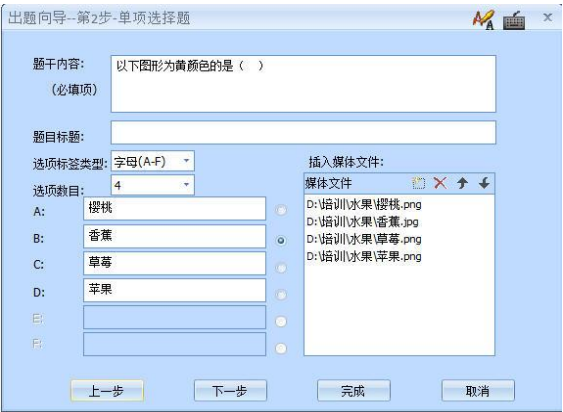 出题向导--第2步-单项选择题
题干内容:
(必填项)
以下图形为黄颜色的是( )
题目标题:
选项标签类型: 字母(A-F)
选项数目: 4
A: 樱桃
B: 香蕉
C: 草莓
D: 苹果
E:
F:
插入媒体文件:
媒体文件
D:\培训\水果\樱桃.png
D:\培训\水果\香蕉.jpg
D:\培训\水果\草莓.png
D:\培训\水果\苹果.png
上一步 下一步 完成 取消